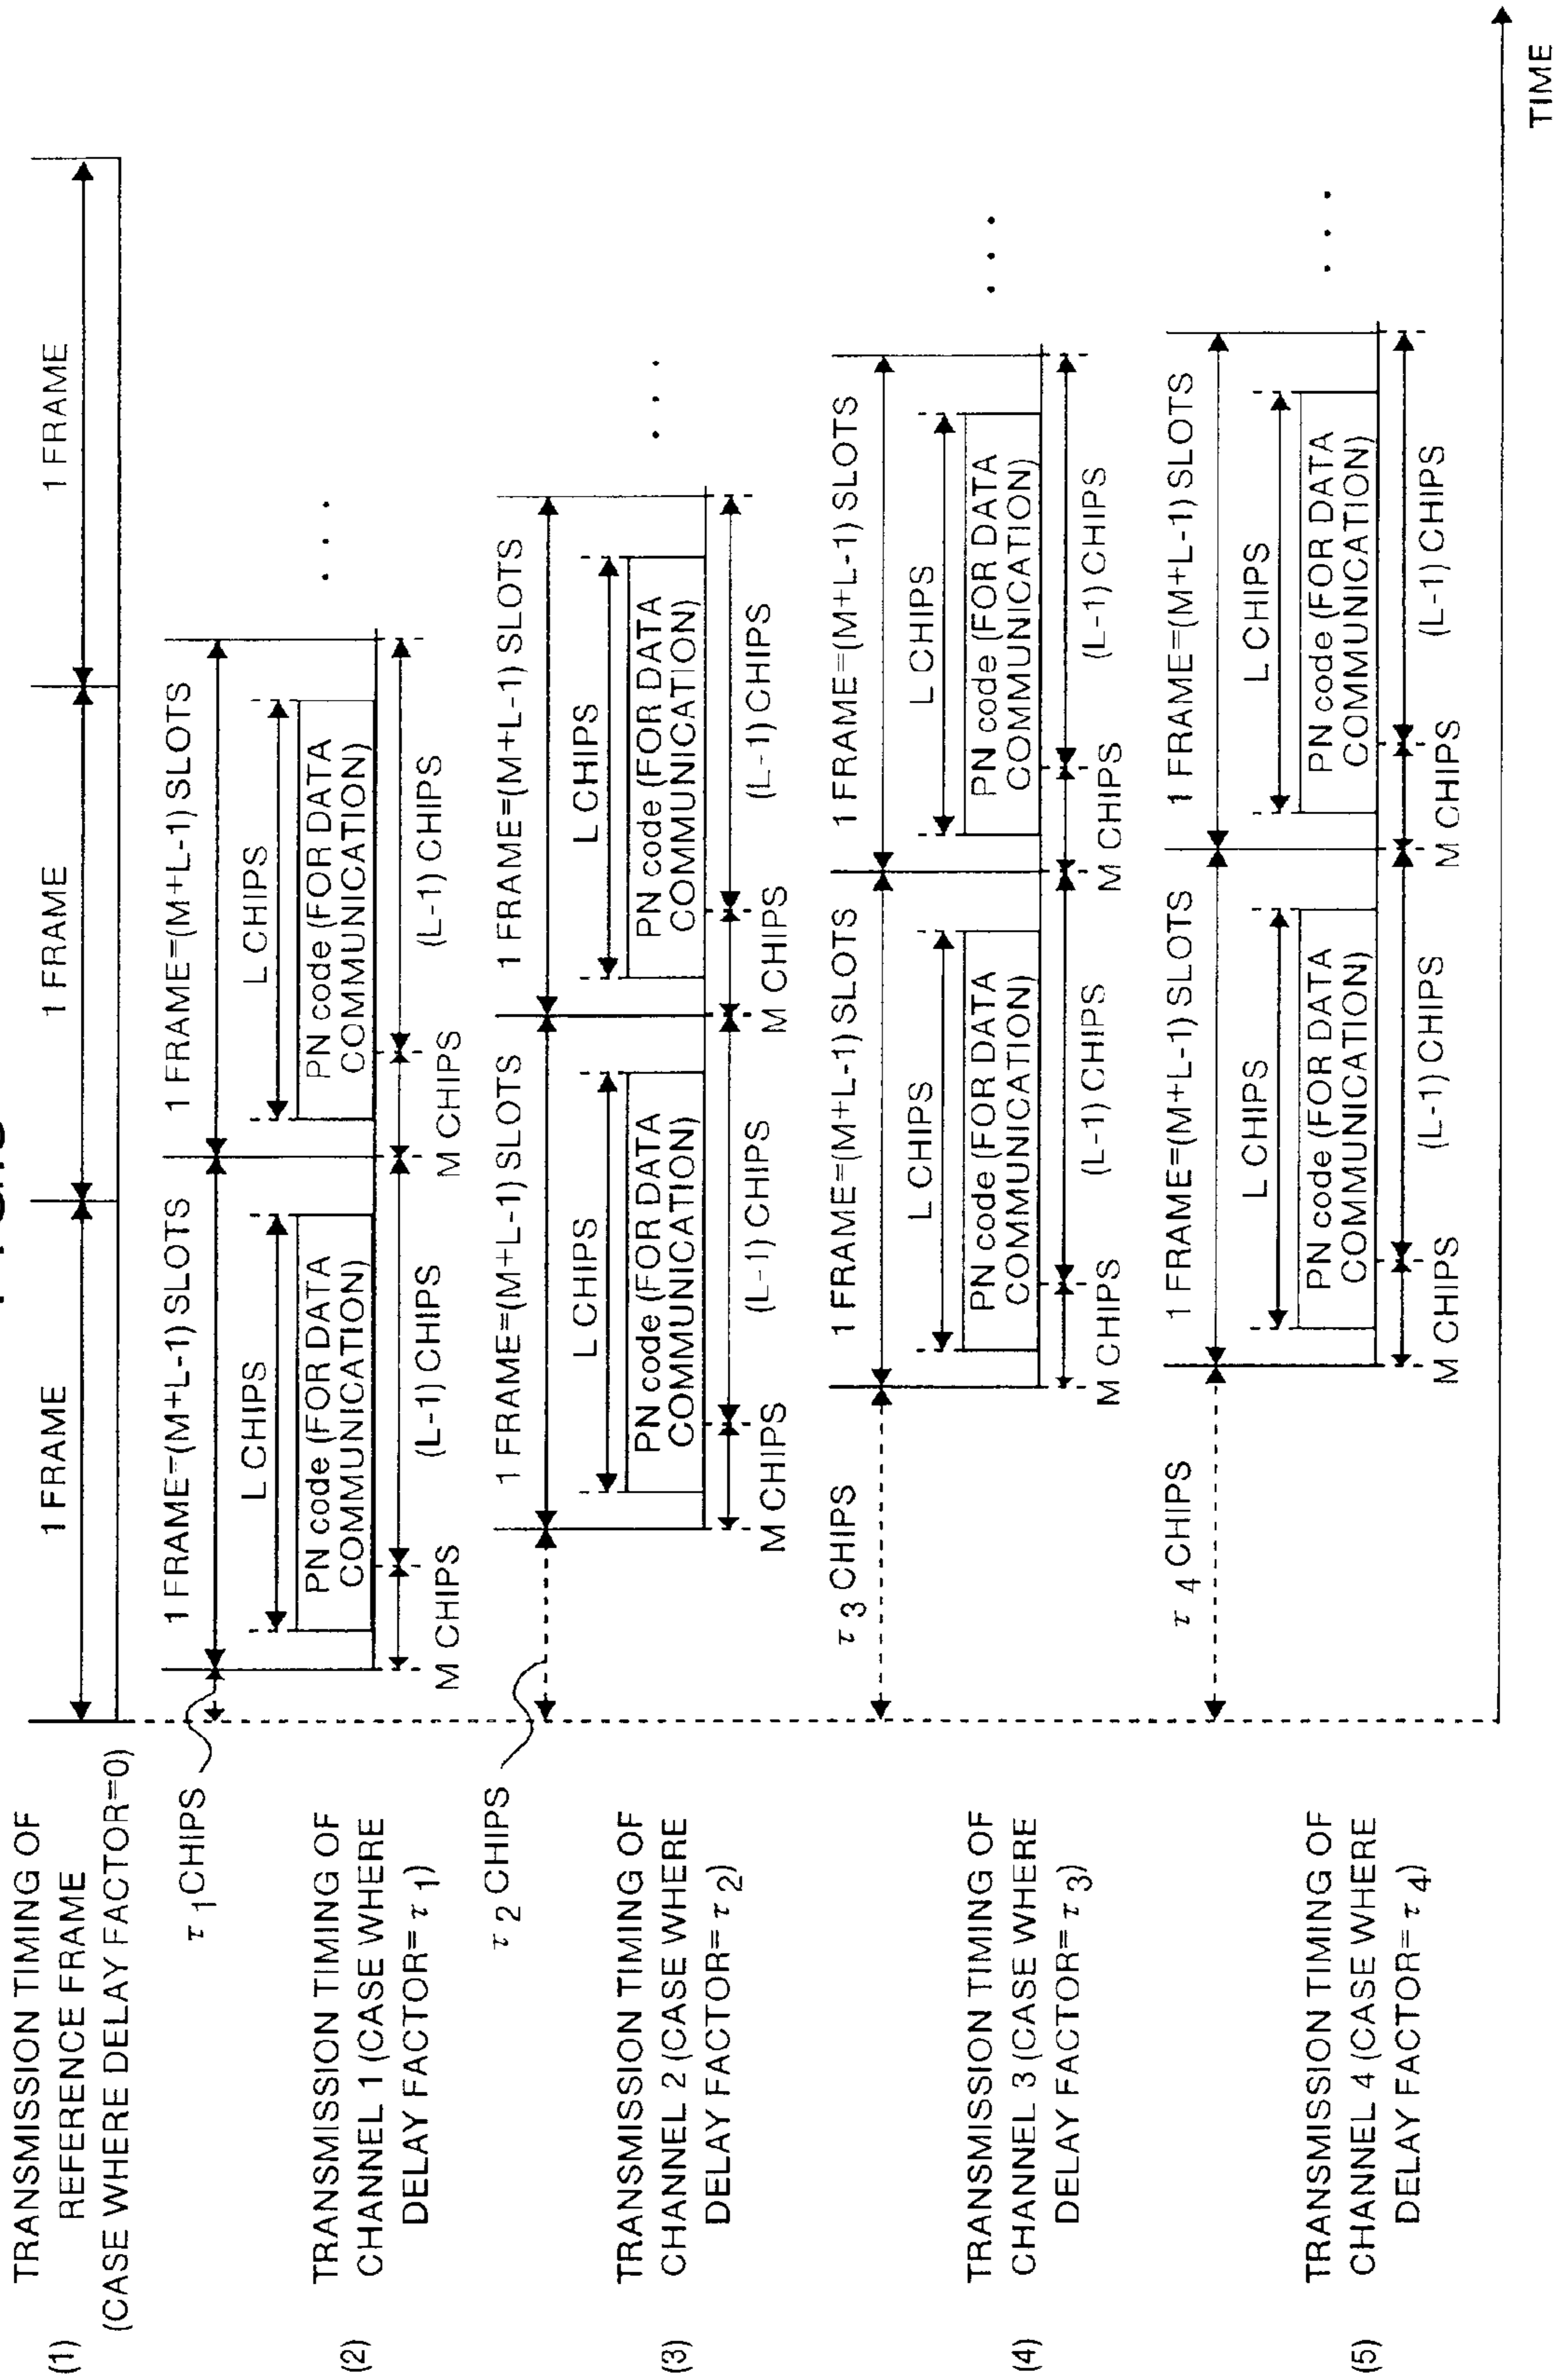 (1) TRANSMISSION TIMING OF
REFERENCE FRAME
(CASE WHERE DELAY FACTOR=0)
1 FRAME
1 FRAME
1 FRAME
τ 1 CHIPS
(2) TRANSMISSION TIMING OF
CHANNEL 1 (CASE WHERE
DELAY FACTOR= τ 1)
1 FRAME=(M+L-1) SLOTS
1 FRAME=(M+L-1) SLOTS
L CHIPS
L CHIPS
PN code (FOR DATA
COMMUNICATION)
PN code (FOR DATA
COMMUNICATION)
. . .
M CHIPS
(L-1) CHIPS
M CHIPS
(L-1) CHIPS
τ 2 CHIPS
(3) TRANSMISSION TIMING OF
CHANNEL 2 (CASE WHERE
DELAY FACTOR= τ 2)
1 FRAME=(M+L-1) SLOTS
1 FRAME=(M+L-1) SLOTS
L CHIPS
L CHIPS
PN code (FOR DATA
COMMUNICATION)
PN code (FOR DATA
COMMUNICATION)
. . .
M CHIPS
(L-1) CHIPS
M CHIPS
(L-1) CHIPS
τ 3 CHIPS
(4) TRANSMISSION TIMING OF
CHANNEL 3 (CASE WHERE
DELAY FACTOR= τ 3)
1 FRAME=(M+L-1) SLOTS
1 FRAME=(M+L-1) SLOTS
L CHIPS
L CHIPS
PN code (FOR DATA
COMMUNICATION)
PN code (FOR DATA
COMMUNICATION)
. . .
M CHIPS
(L-1) CHIPS
M CHIPS
(L-1) CHIPS
τ 4 CHIPS
(5) TRANSMISSION TIMING OF
CHANNEL 4 (CASE WHERE
DELAY FACTOR= τ 4)
1 FRAME=(M+L-1) SLOTS
1 FRAME=(M+L-1) SLOTS
L CHIPS
L CHIPS
PN code (FOR DATA
COMMUNICATION)
PN code (FOR DATA
COMMUNICATION)
. . .
M CHIPS
(L-1) CHIPS
M CHIPS
(L-1) CHIPS
TIME